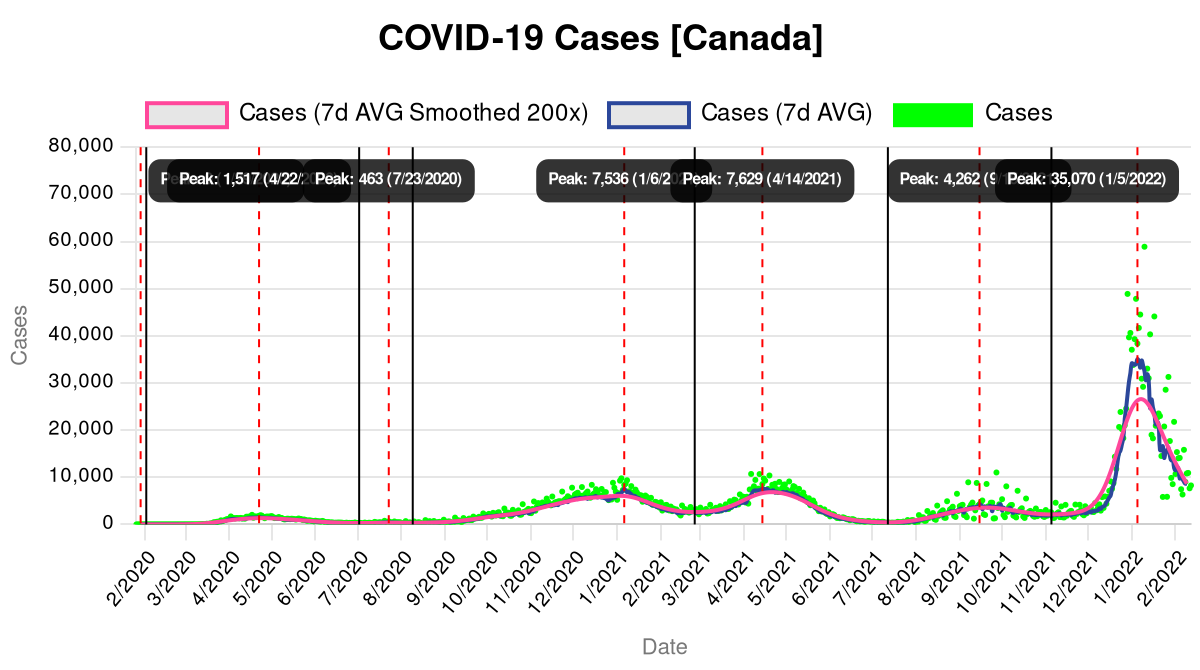 COVID-19 Cases [Canada]
Cases (7d AVG Smoothed 200x) Cases (7d AVG) Cases
80,000
70,000
60,000
50,000
40,000
30,000
20,000
10,000
0
Cases
Peak: 1,517 (4/22/2 Peak: 463 (7/23/2020) Peak: 7,536 (1/6/20 Peak: 7,629 (4/14/2021) Peak: 4,262 (9/ Peak: 35,070 (1/5/2022)
2/2020 3/2020 4/2020 5/2020 6/2020 7/2020 8/2020 9/2020 10/2020 11/2020 12/2020 1/2021 2/2021 3/2021 4/2021 5/2021 6/2021 7/2021 8/2021 9/2021 10/2021 11/2021 12/2021 1/2022 2/2022
Date